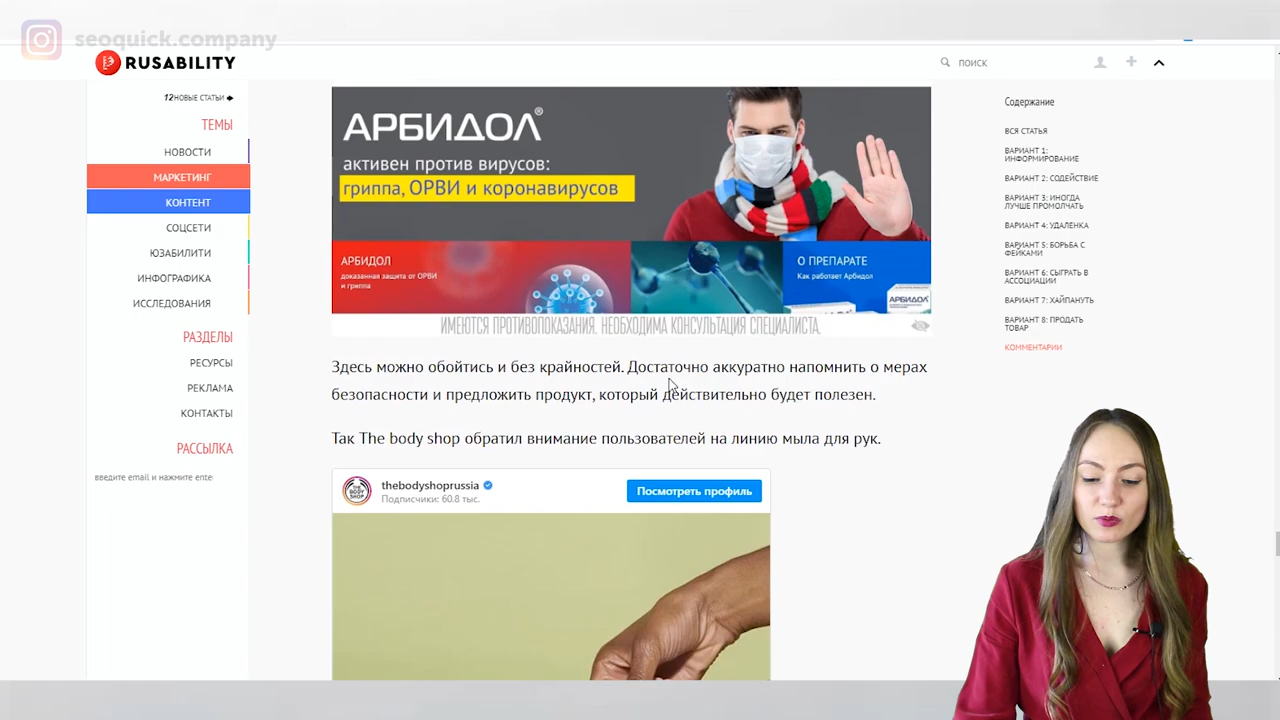 seoquick.company
RUSABILITY
поиск
12 НОВЫЕ СТАТЬИ
ТЕМЫ
НОВОСТИ
МАРКЕТИНГ
КОНТЕНТ
СОЦСЕТИ
ЮЗАБИЛИТИ
ИНФОГРАФИКА
ИССЛЕДОВАНИЯ
РАЗДЕЛЫ
РЕСУРСЫ
РЕКЛАМА
КОНТАКТЫ
РАССЫЛКА
введите email и нажмите ente
АРБИДОЛ®
активен против вирусов:
гриппа, ОРВИ и коронавирусов
АРБИДОЛ
доказанная защита от ОРВИ
и гриппа
О ПРЕПАРАТЕ
Как работает Арбидол
АРБИДОЛ
ИМЕЮТСЯ ПРОТИВОПОКАЗАНИЯ. НЕОБХОДИМА КОНСУЛЬТАЦИЯ СПЕЦИАЛИСТА.
Здесь можно обойтись и без крайностей. Достаточно аккуратно напомнить о мерах
безопасности и предложить продукт, который действительно будет полезен.
Так The body shop обратил внимание пользователей на линию мыла для рук.
THE BODY SHOP
thebodyshoprussia
Подписчики: 60.8 тыс.
Посмотреть профиль
Содержание
ВСЯ СТАТЬЯ
ВАРИАНТ 1:
ИНФОРМИРОВАНИЕ
ВАРИАНТ 2: СОДЕЙСТВИЕ
ВАРИАНТ 3: ИНОГДА
ЛУЧШЕ ПРОМОЛЧАТЬ
ВАРИАНТ 4: УДАЛЕНКА
ВАРИАНТ 5: БОРЬБА С
ФЕЙКАМИ
ВАРИАНТ 6: СЫГРАТЬ В
АССОЦИАЦИИ
ВАРИАНТ 7: ХАЙПАНУТЬ
ВАРИАНТ 8: ПРОДАТЬ
ТОВАР
КОММЕНТАРИИ